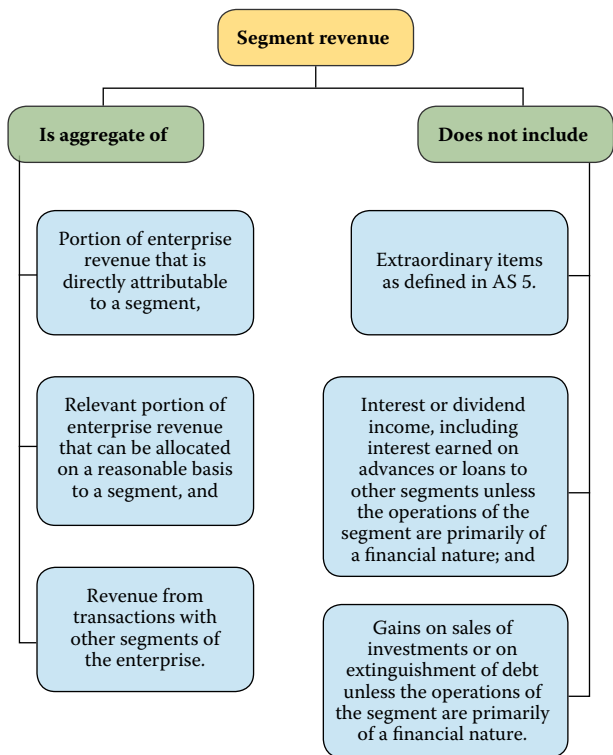 Segment revenue
Is aggregate of
Does not include
Portion of enterprise
revenue that is
directly attributable
to a segment,
Relevant portion of
enterprise revenue
that can be allocated
on a reasonable basis
to a segment, and
Revenue from
transactions with
other segments of
the enterprise.
Extraordinary items
as defined in AS 5.
Interest or dividend
income, including
interest earned on
advances or loans to
other segments unless
the operations of the
segment are primarily of
a financial nature; and
Gains on sales of
investments or on
extinguishment of debt
unless the operations of
the segment are primarily
of a financial nature.